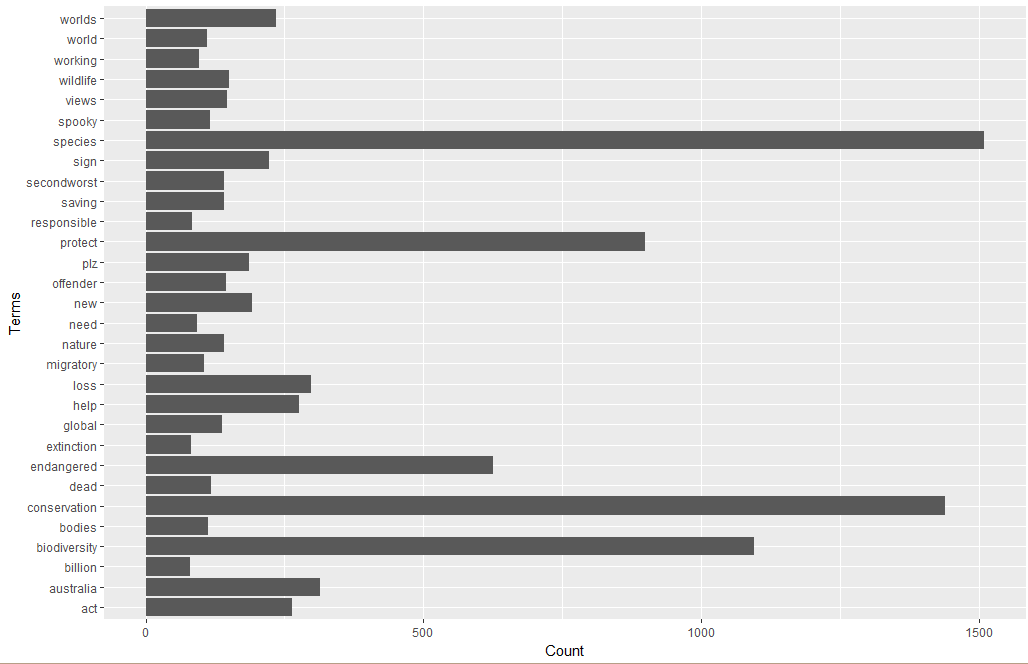 worlds
world
working
wildlife
views
spooky
species
sign
secondworst
saving
responsible
protect
plz
offender
new
need
nature
migratory
loss
help
global
extinction
endangered
dead
conservation
bodies
biodiversity
billion
australia
act
Terms
0 500 1000 1500
Count